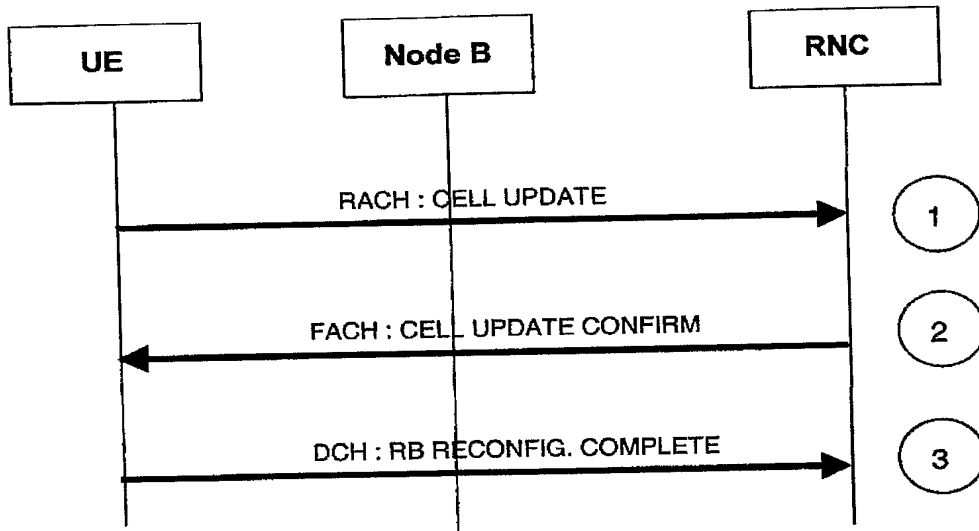 UE
Node B
RNC
RACH : CELL UPDATE
1
FACH : CELL UPDATE CONFIRM
2
DCH : RB RECONFIG. COMPLETE
3